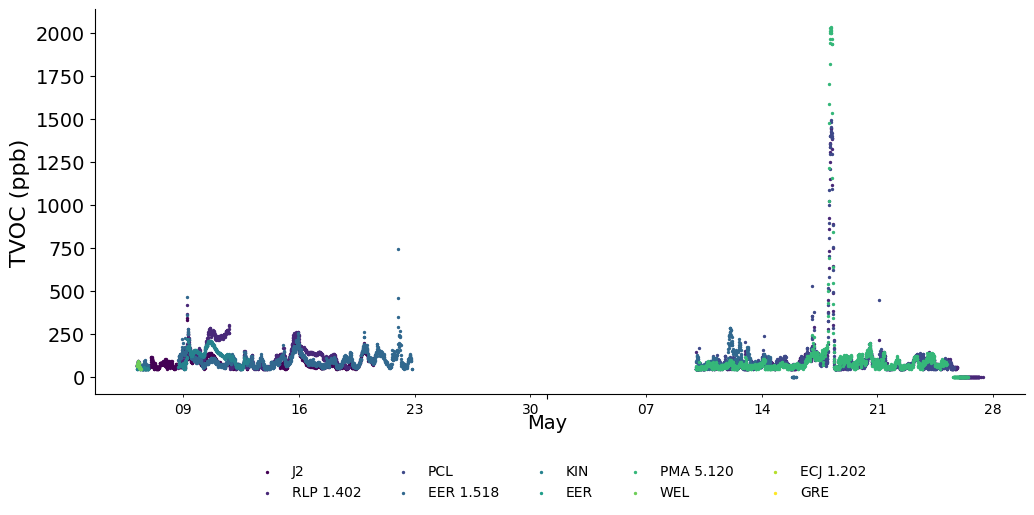 TVOC (ppb)
2000
1750
1500
1250
1000
750
500
250
0
09 16 23 30 07 14 21 28
May
J2 PCL KIN PMA 5.120 ECJ 1.202
RLP 1.402 EER 1.518 EER WEL GRE